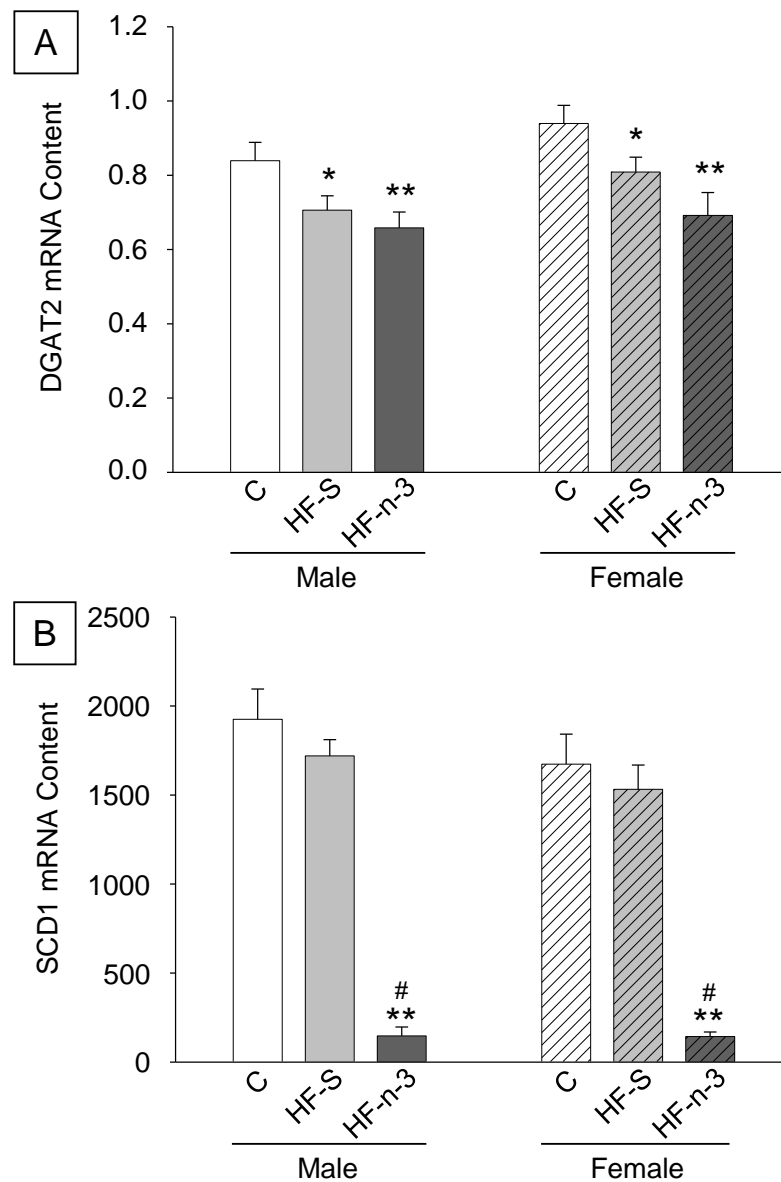 A
DGAT2 mRNA Content
1.2
1.0
0.8
0.6
0.4
0.2
0.0
*
**
*
**
C
HF-S
HF-n-3
C
HF-S
HF-n-3
Male
Female
B
SCD1 mRNA Content
2500
2000
1500
1000
500
0
#
**
#
**
C
HF-S
HF-n-3
C
HF-S
HF-n-3
Male
Female